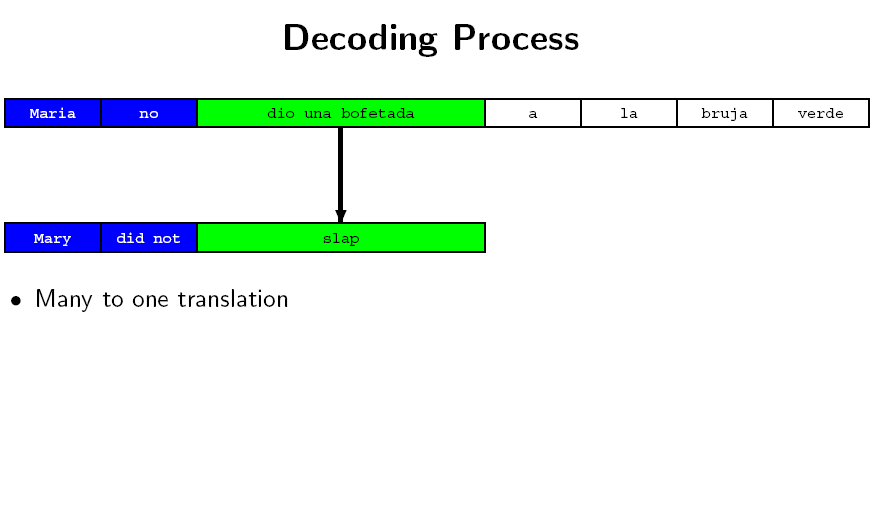 Decoding Process
Maria no dio una bofetada a la bruja verde
Mary did not slap
• Many to one translation